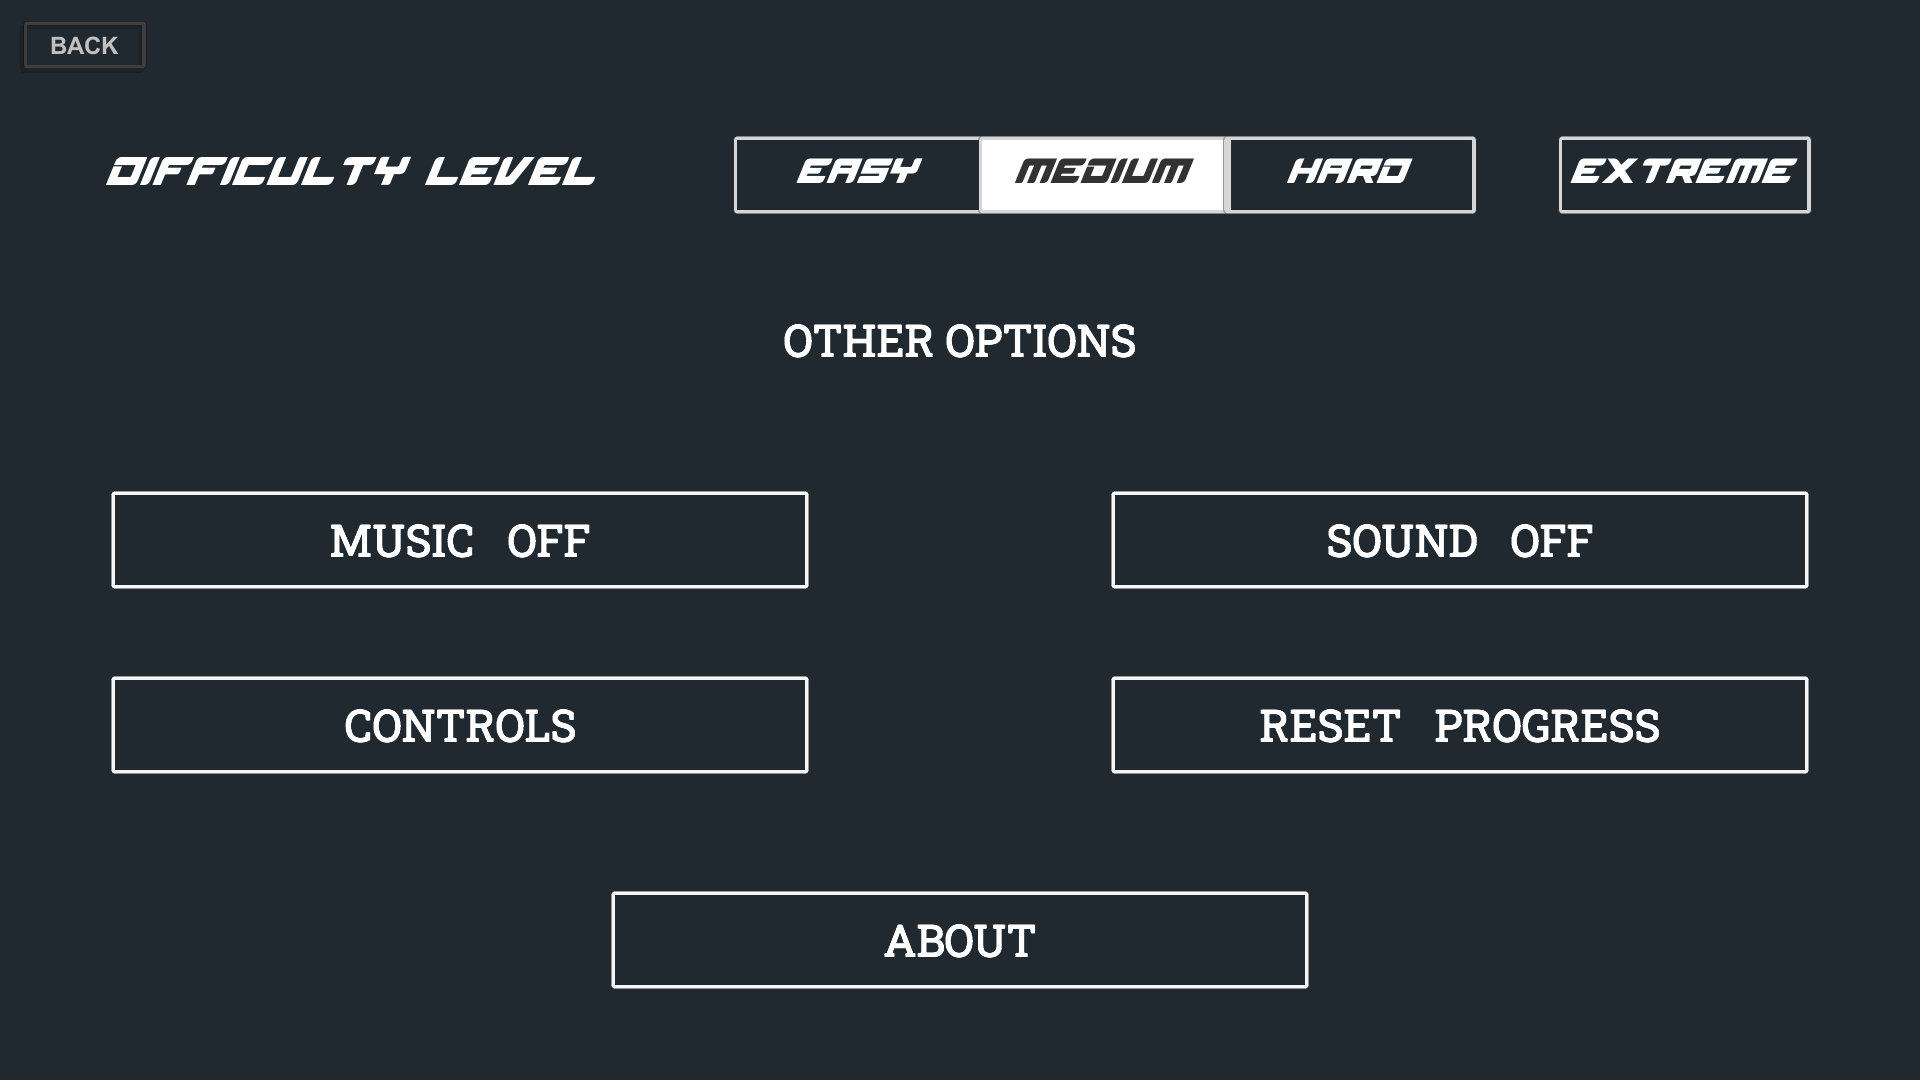 BACK
DIFFICULTY LEVEL EASY MEDIUM HARD EXTREME
OTHER OPTIONS
MUSIC OFF SOUND OFF
CONTROLS RESET PROGRESS
ABOUT